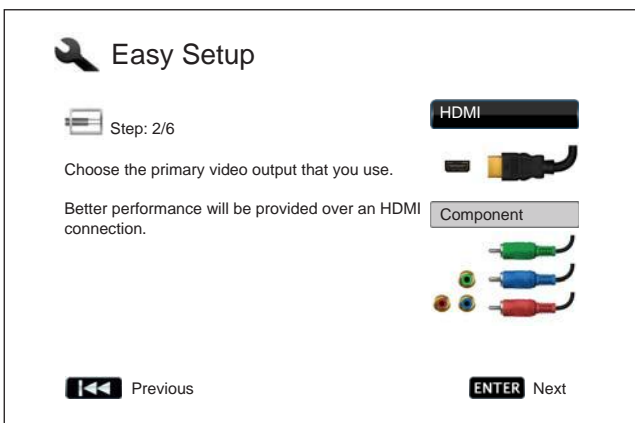 Easy Setup
Step: 2/6
Choose the primary video output that you use.
Better performance will be provided over an HDMI
connection.
HDMI
Component
Previous
ENTER Next